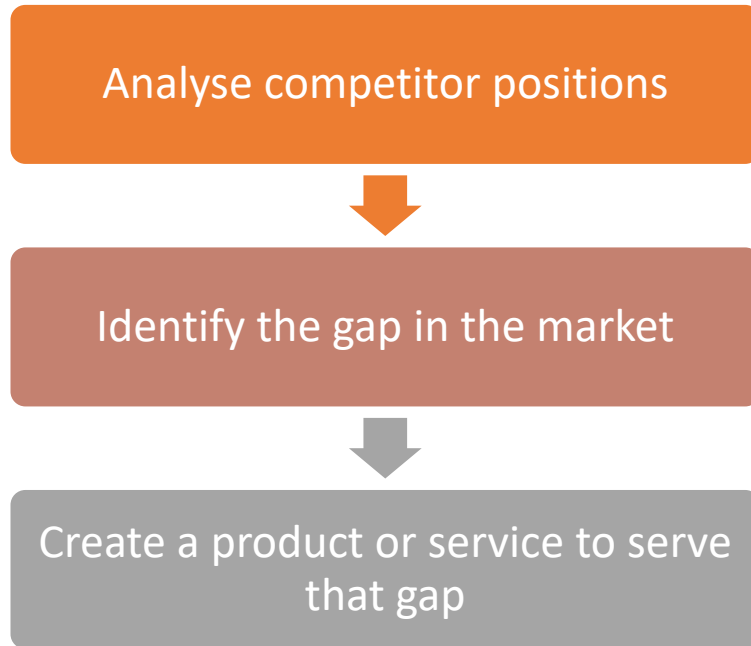 Analyse competitor positions
Identify the gap in the market
Create a product or service to serve
that gap